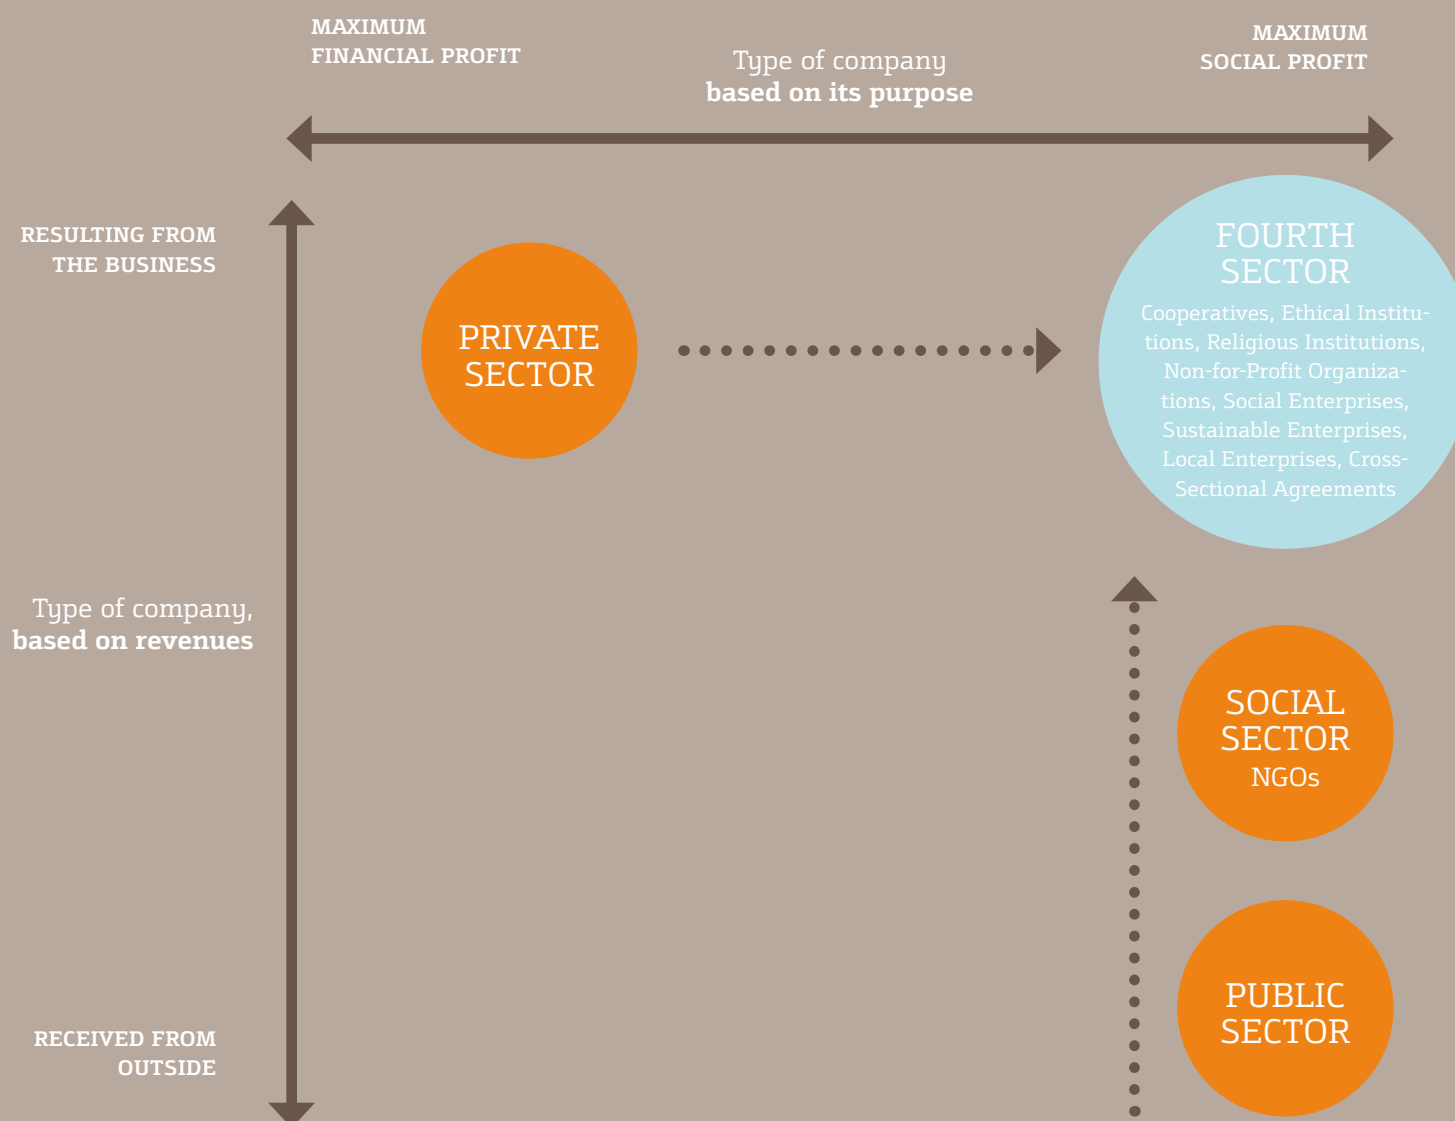 MAXIMUM
FINANCIAL PROFIT
Type of company
based on its purpose
MAXIMUM
SOCIAL PROFIT
RESULTING FROM
THE BUSINESS
PRIVATE
SECTOR
FOURTH
SECTOR
Cooperatives, Ethical Institu-
tions, Religious Institutions,
Non-for-Profit Organiza-
tions, Social Enterprises,
Sustainable Enterprises,
Local Enterprises, Cross-
Sectional Agreements
Type of company,
based on revenues
SOCIAL
SECTOR
NGOs
PUBLIC
SECTOR
RECEIVED FROM
OUTSIDE